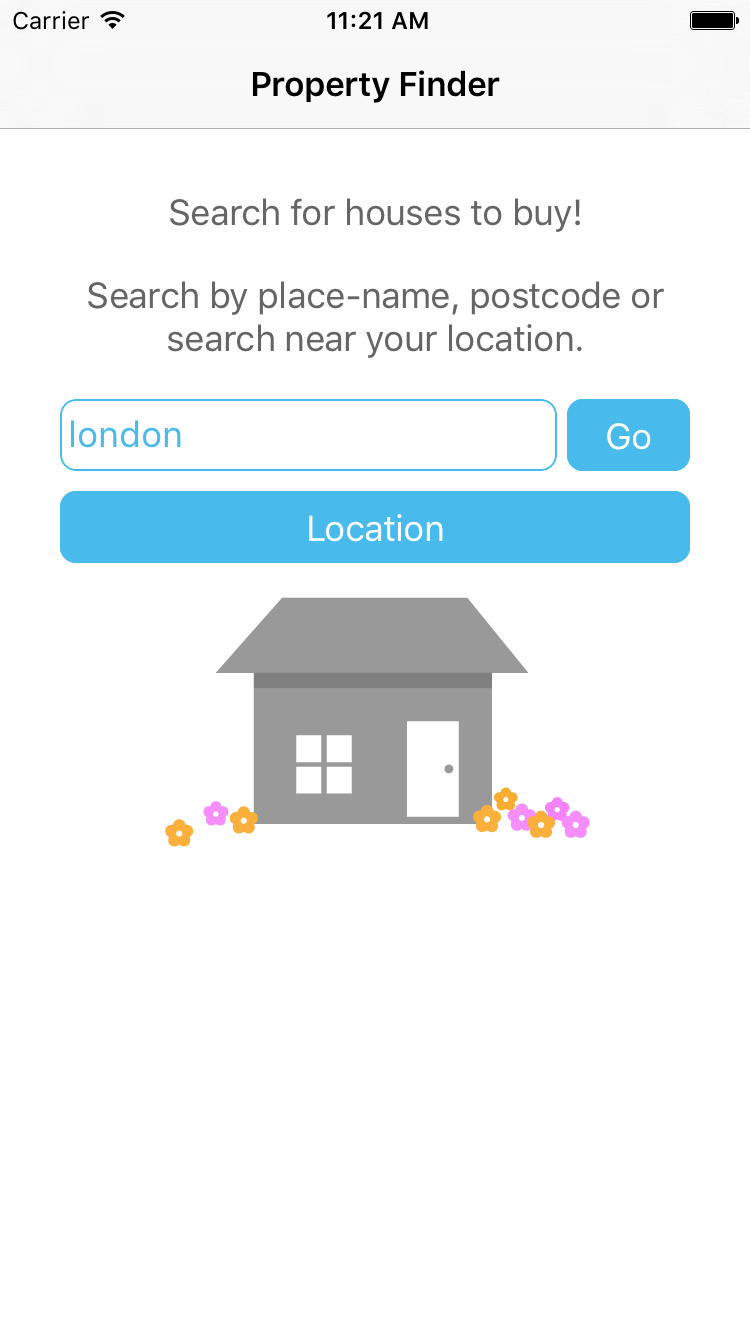 Carrier 11:21 AM
Property Finder
Search for houses to buy!
Search by place-name, postcode or
search near your location.
london Go
Location